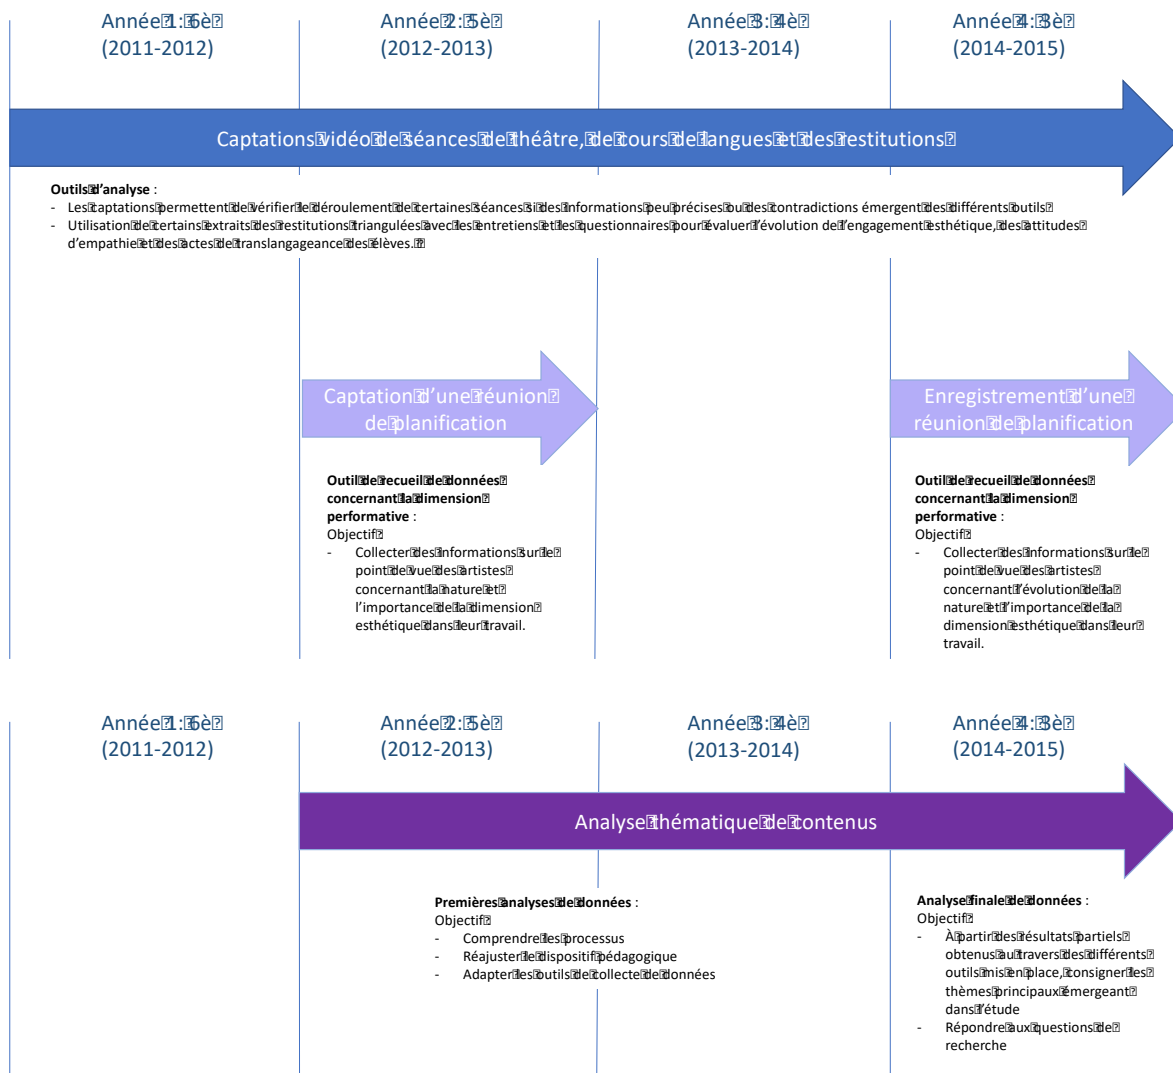 Année 1: 6è
(2011-2012)
Année 2: 5è
(2012-2013)
Année 3: 4è
(2013-2014)
Année 4: 3è
(2014-2015)
Captations vidéo de séances de théâtre, de cours de langues et des restitutions
Outils d'analyse :
- Les captations permettent de vérifier le déroulement de certaines séances si des informations peu précises ou des contradictions émergent des différents outils
- Utilisation de certains extraits des restitutions triangulées avec les entretiens et les questionnaires pour évaluer l'évolution de l'engagement esthétique, des attitudes
d'empathie et des actes de translangageance des élèves.
Captation d'une réunion
de planification
Outil de recueil de données
concernant la dimension
performative :
Objectif
- Collecter des informations sur le
point de vue des artistes
concernant la nature et
l'importance de la dimension
esthétique dans leur travail.
Enregistrement d'une
réunion de planification
Outil de recueil de données
concernant la dimension
performative :
Objectif
- Collecter des informations sur le
point de vue des artistes
concernant l'évolution de la
nature et l'importance de la
dimension esthétique dans leur
travail.
Année 1: 6è
(2011-2012)
Année 2: 5è
(2012-2013)
Année 3: 4è
(2013-2014)
Année 4: 3è
(2014-2015)
Analyse thématique de contenus
Premières analyses de données :
Objectif
- Comprendre les processus
- Réajuster le dispositif pédagogique
- Adapter les outils de collecte de données
Analyse finale de données :
Objectif
- À partir des résultats partiels
obtenus au travers des différents
outils mis en place, consigner les
thèmes principaux émergeant
dans l'étude
- Répondre aux questions de
recherche